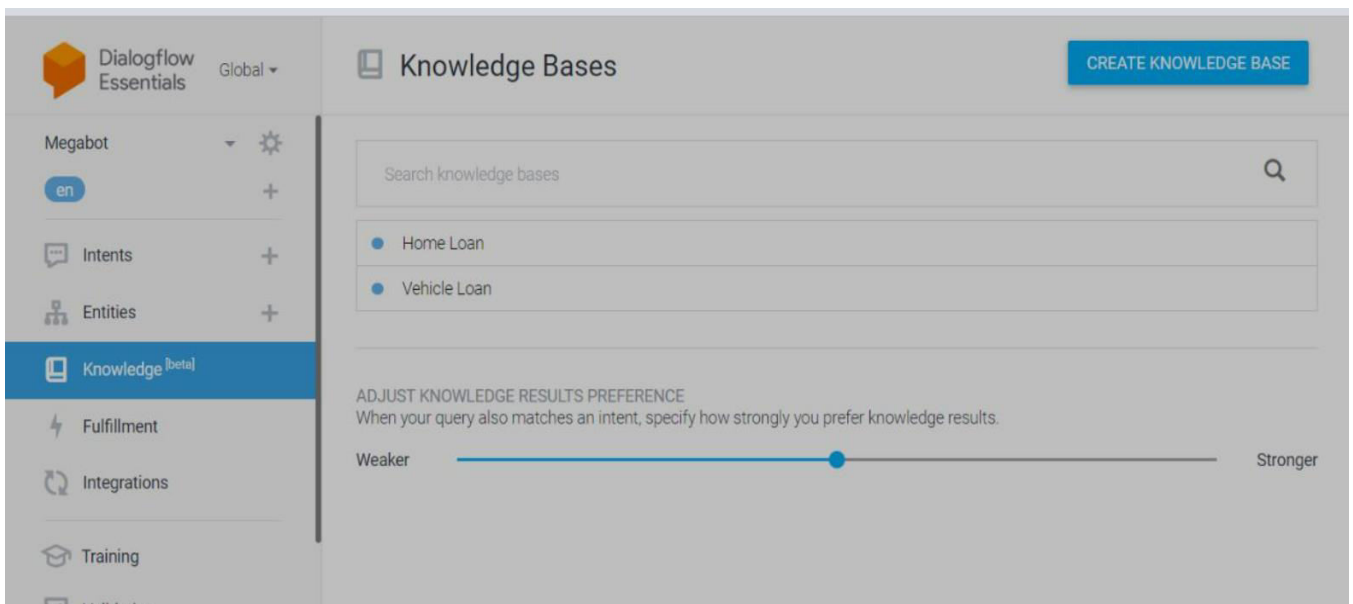 Dialogflow
Essentials
Global
Knowledge Bases
CREATE KNOWLEDGE BASE
Megabot
en
Search knowledge bases
Intents
Home Loan
Vehicle Loan
Entities
Knowledge [beta]
Fulfillment
ADJUST KNOWLEDGE RESULTS PREFERENCE
When your query also matches an intent, specify how strongly you prefer knowledge results.
Weaker
Stronger
Integrations
Training